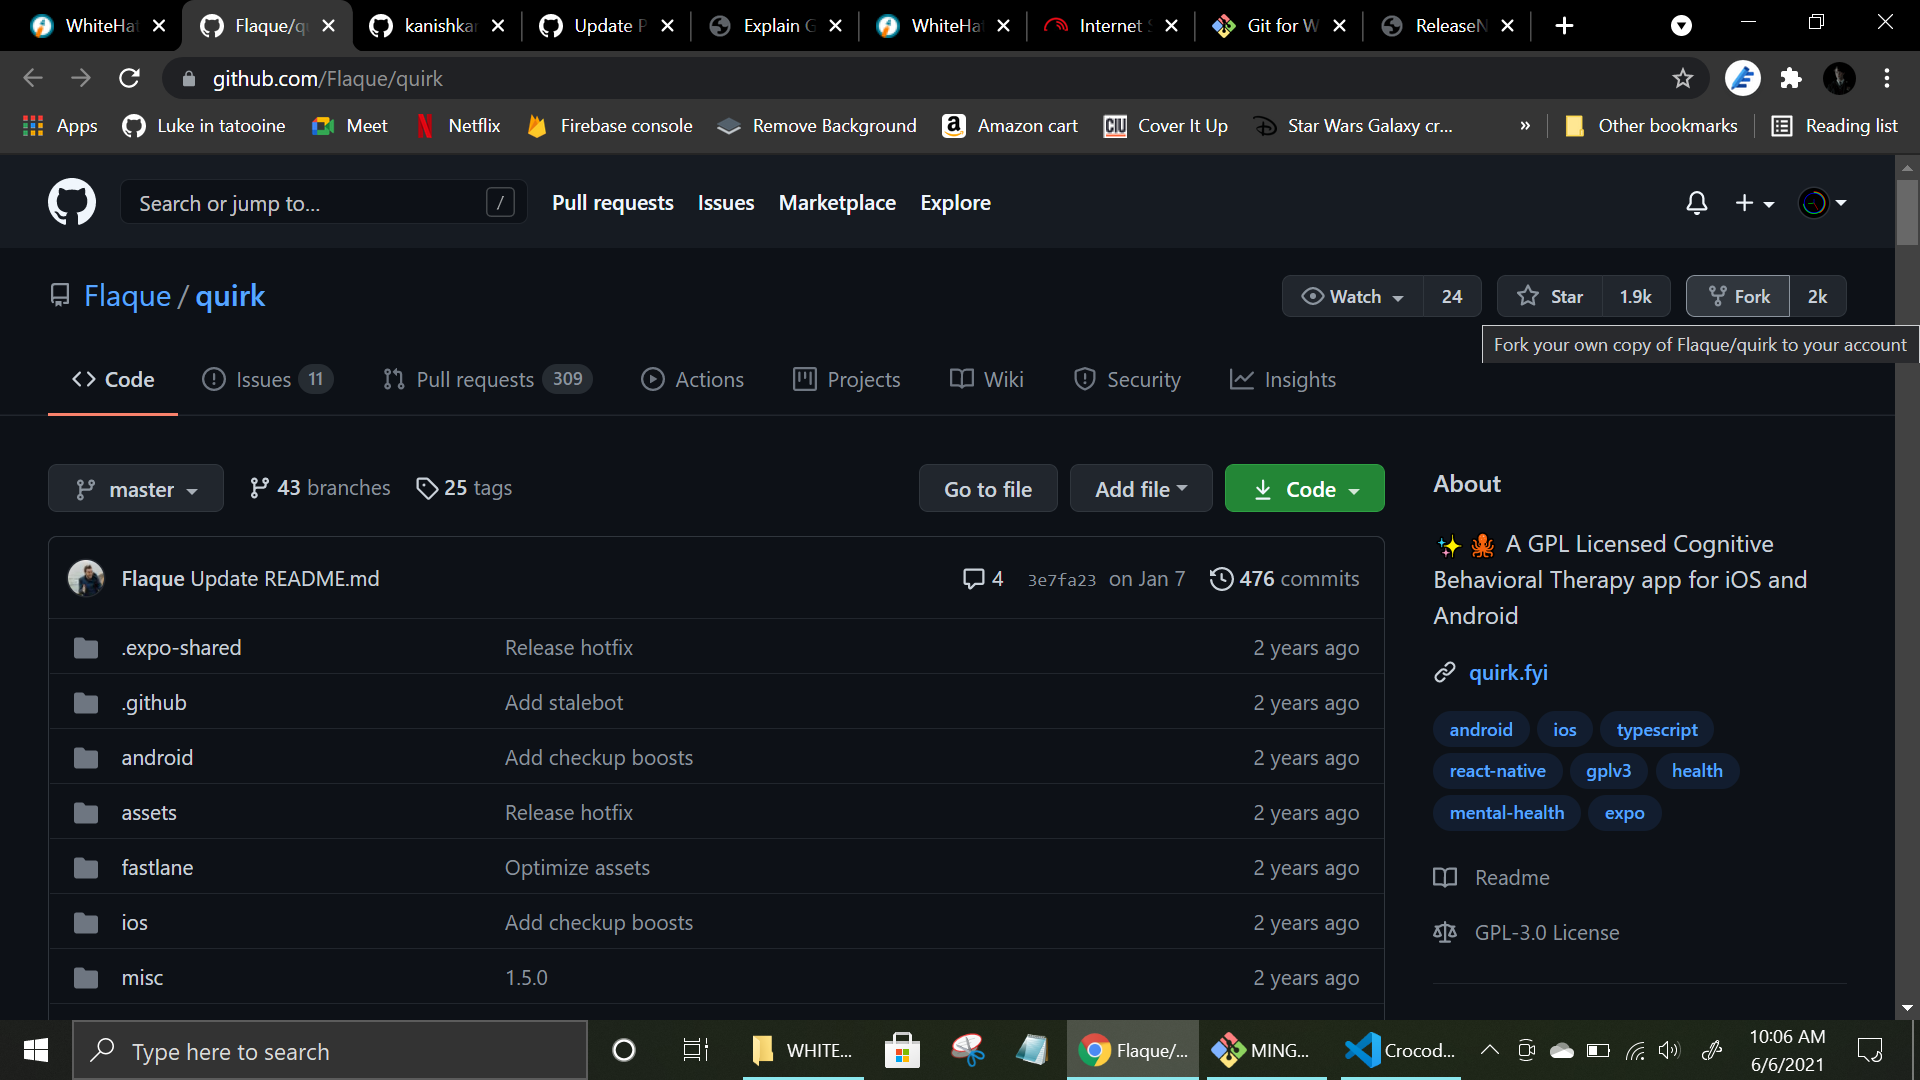 WhiteHa
Flaque/q
kanishka
Update P
Explain G
WhiteHa
Internet S
Git for W
ReleaseN
github.com/Flaque/quirk
Apps
Luke in tatooine
Meet
Netflix
Firebase console
Remove Background
Amazon cart
CIU
Cover It Up
Star Wars Galaxy cr...
»
Other bookmarks
Reading list
Search or jump to...
/
Pull requests
Issues
Marketplace
Explore
Flaque / quirk
Watch 24
Star 1.9k
Fork 2k
Fork your own copy of Flaque/quirk to your account
Code
Issues 11
Pull requests 309
Actions
Projects
Wiki
Security
Insights
master
43 branches
25 tags
Go to file
Add file
Code
Flaque Update README.md
4
3e7fa23 on Jan 7
476 commits
.expo-shared Release hotfix 2 years ago
.github Add stalebot 2 years ago
android Add checkup boosts 2 years ago
assets Release hotfix 2 years ago
fastlane Optimize assets 2 years ago
ios Add checkup boosts 2 years ago
misc 1.5.0 2 years ago
About
A GPL Licensed Cognitive
Behavioral Therapy app for iOS and
Android
quirk.fyi
android ios typescript
react-native gplv3 health
mental-health expo
Readme
GPL-3.0 License
Type here to search
WHITE...
Flaque/...
MING...
Crocod...
10:06 AM
6/6/2021